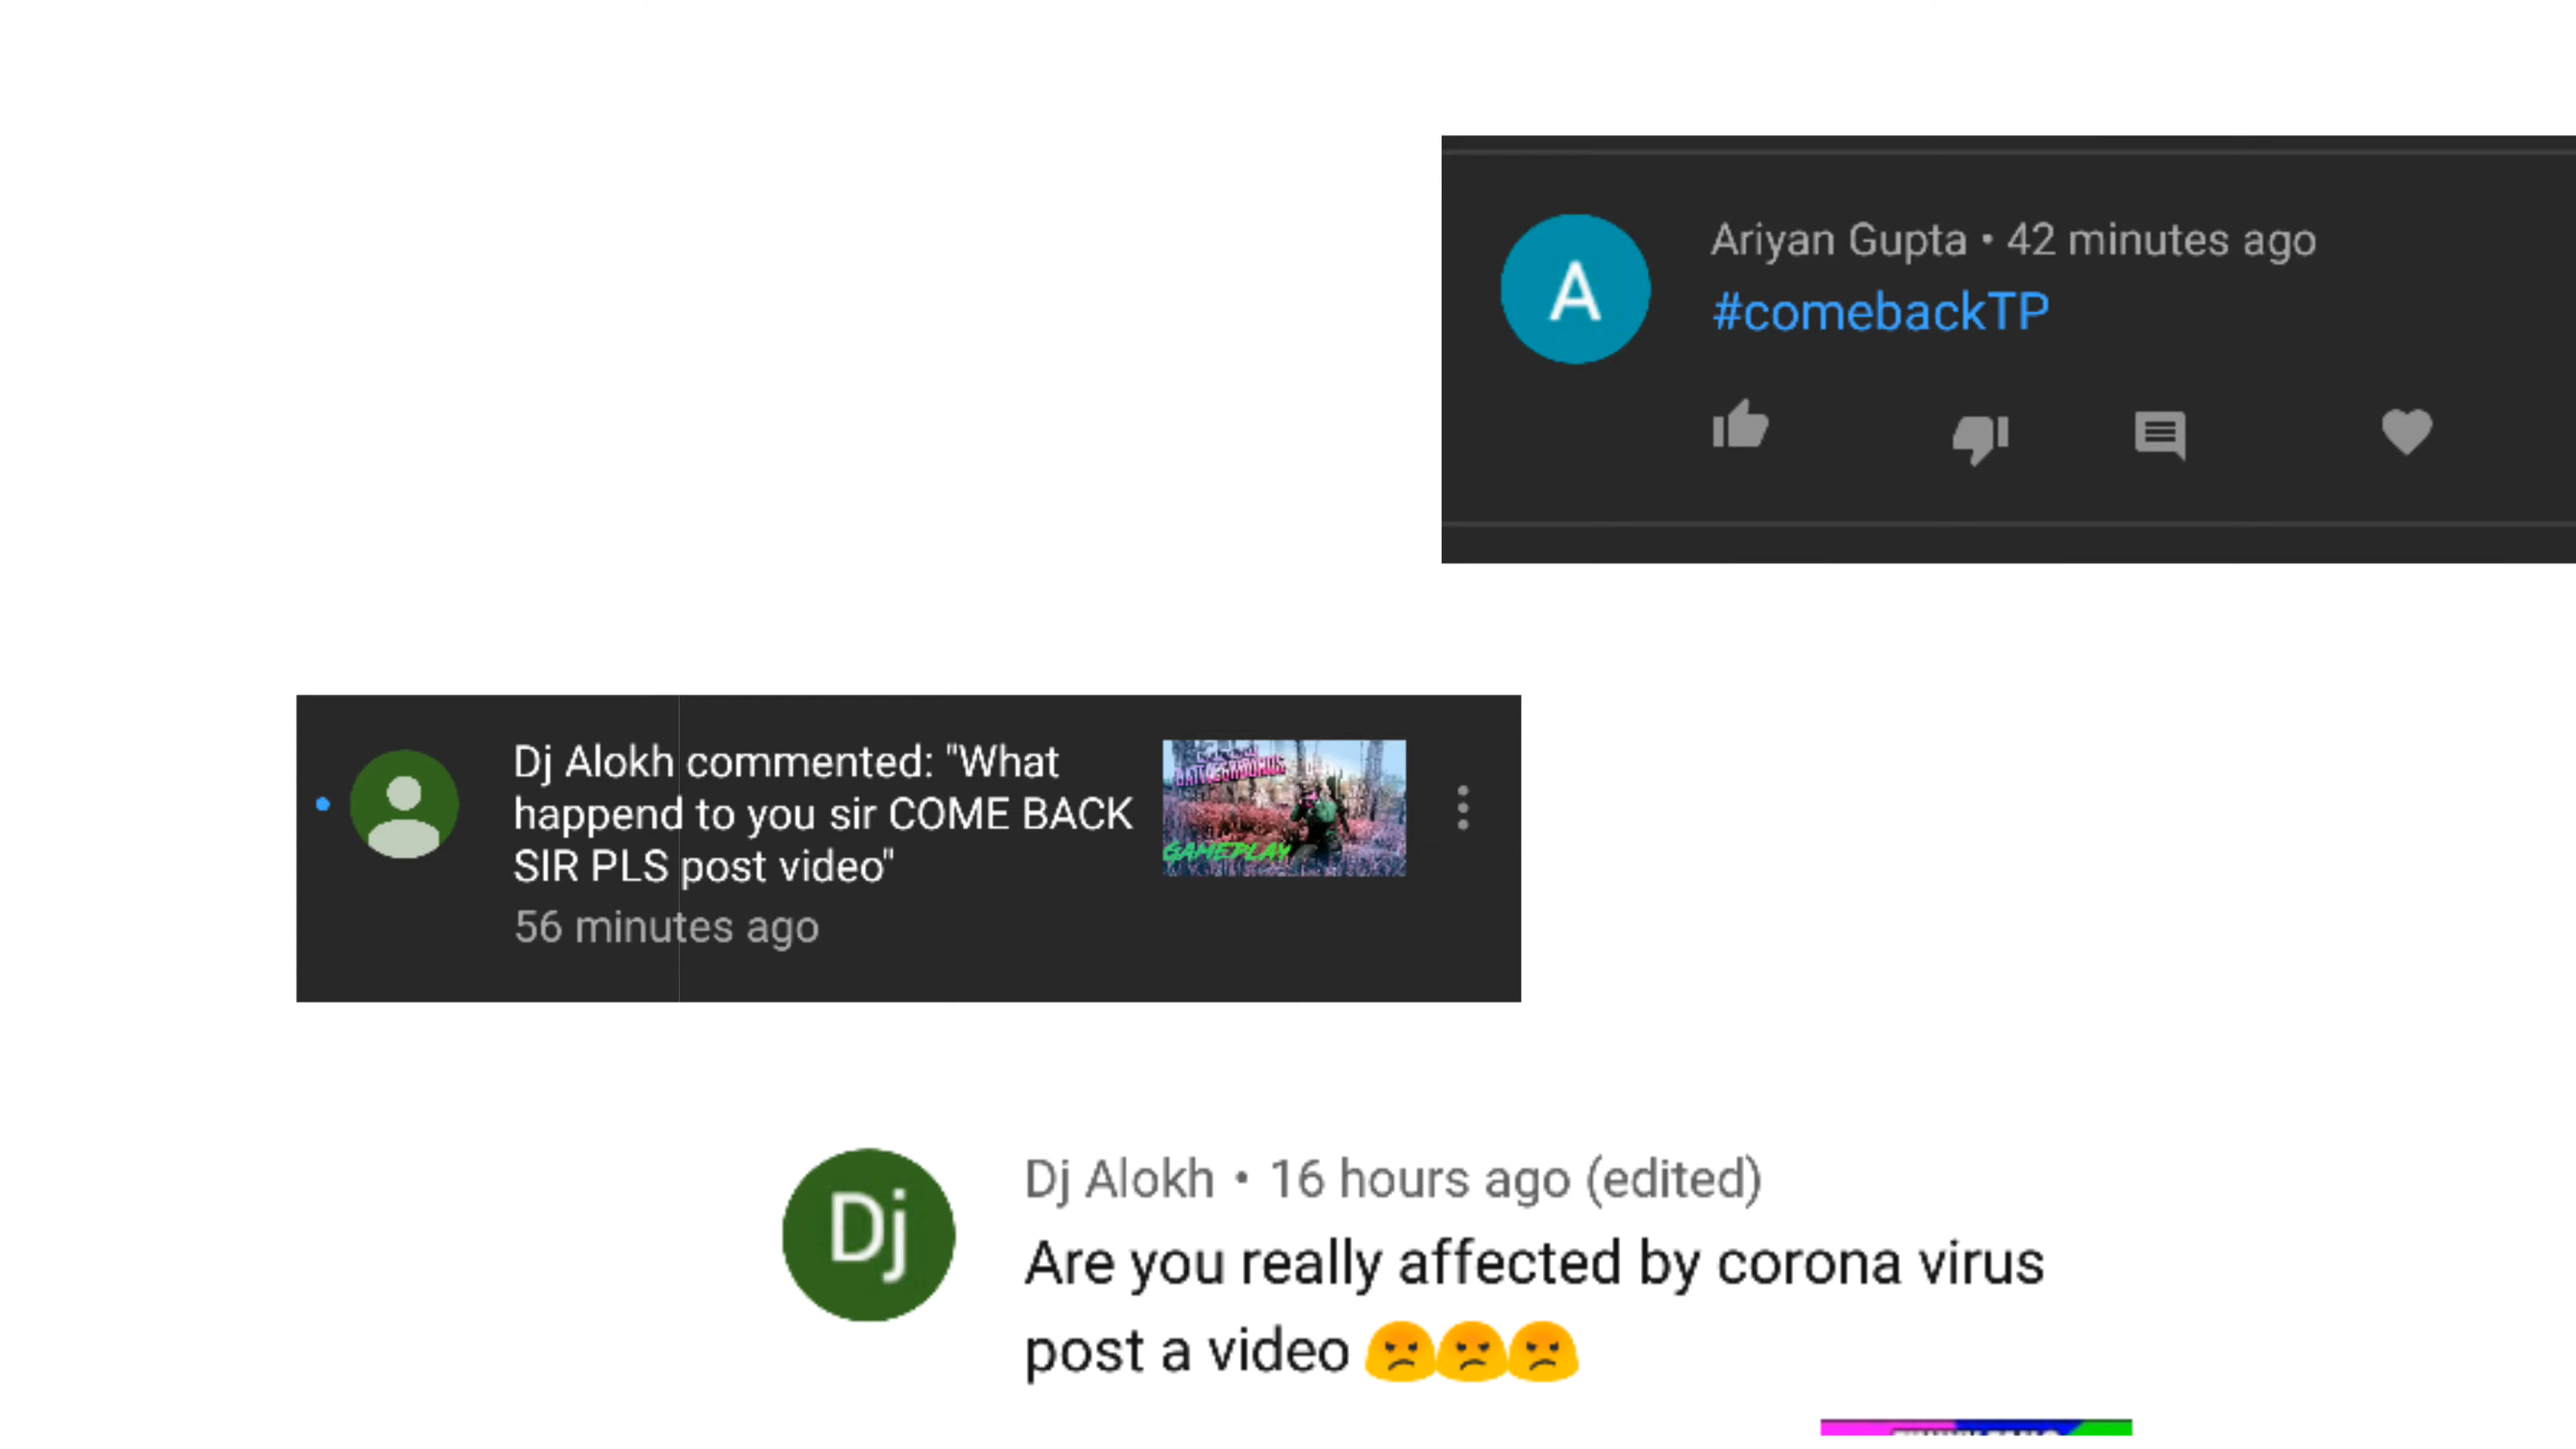 Ariyan Gupta • 42 minutes ago
#comebackTP
Dj Alokh commented: "What
happend to you sir COME BACK
SIR PLS post video"
56 minutes ago
BATTLEGROUNDS
GAMEPLAY
Dj Alokh • 16 hours ago (edited)
Are you really affected by corona virus
post a video 😠😠😠